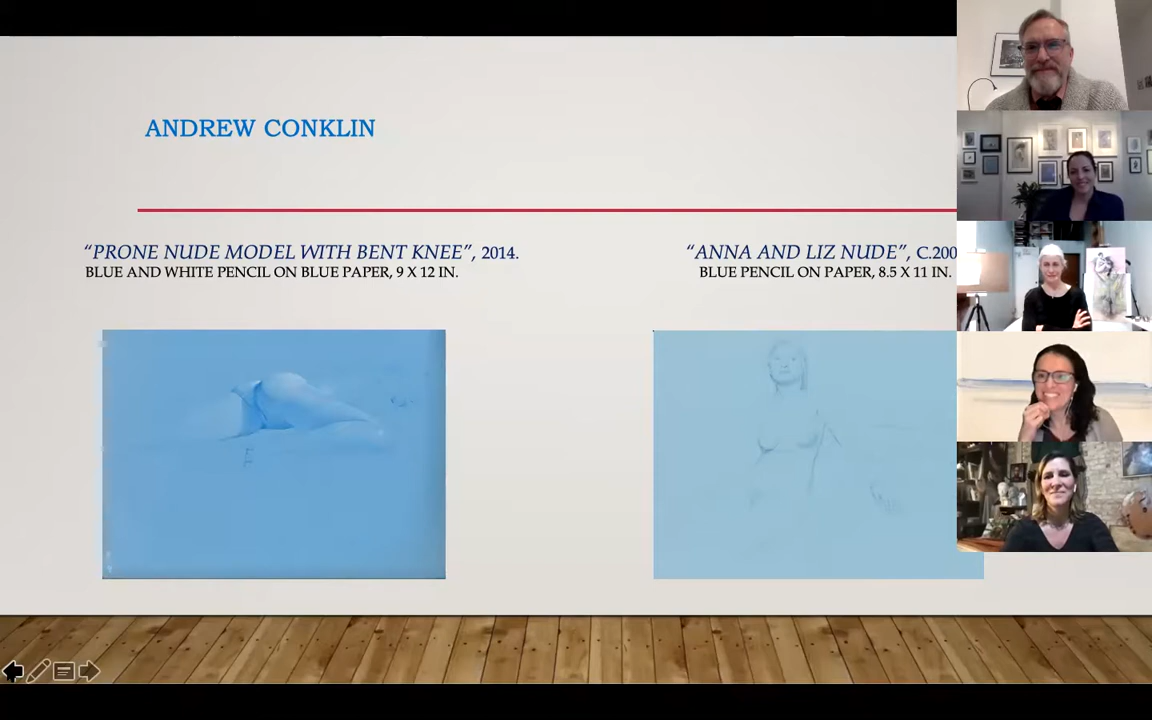 ANDREW CONKLIN
“PRONE NUDE MODEL WITH BENT KNEE”, 2014.
BLUE AND WHITE PENCIL ON BLUE PAPER, 9 X 12 IN.
“ANNA AND LIZ NUDE”, C.200
BLUE PENCIL ON PAPER, 8.5 X 11 IN.